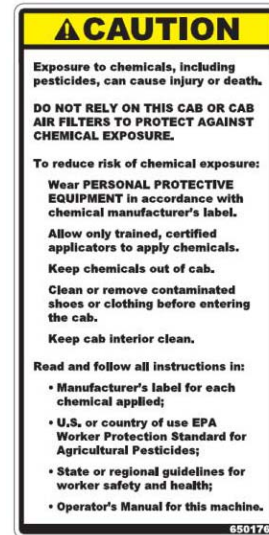 CAUTION
Exposure to chemicals, including
pesticides, can cause injury or death.
DO NOT RELY ON THIS CAB OR CAB
AIR FILTERS TO PROTECT AGAINST
CHEMICAL EXPOSURE.
To reduce risk of chemical exposure:
Wear PERSONAL PROTECTIVE
EQUIPMENT in accordance with
chemical manufacturer's label.
Allow only trained, certified
applicators to apply chemicals.
Keep chemicals out of cab.
Clean or remove contaminated
shoes or clothing before entering
the cab.
Keep cab interior clean.
Read and follow all instructions in:
• Manufacturer's label for each
chemical applied;
• U.S. or country of use EPA
Worker Protection Standard for
Agricultural Pesticides;
• State or regional guidelines for
worker safety and health;
• Operator's Manual for this machine.
650176